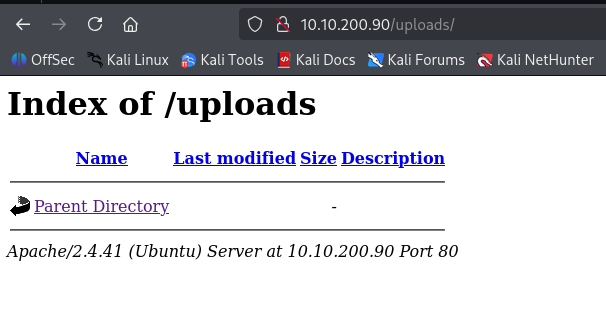 10.10.200.90/uploads/
OffSec Kali Linux Kali Tools Kali Docs Kali Forums Kali NetHunter
Index of /uploads
Name Last modified Size Description
Parent Directory -
Apache/2.4.41 (Ubuntu) Server at 10.10.200.90 Port 80